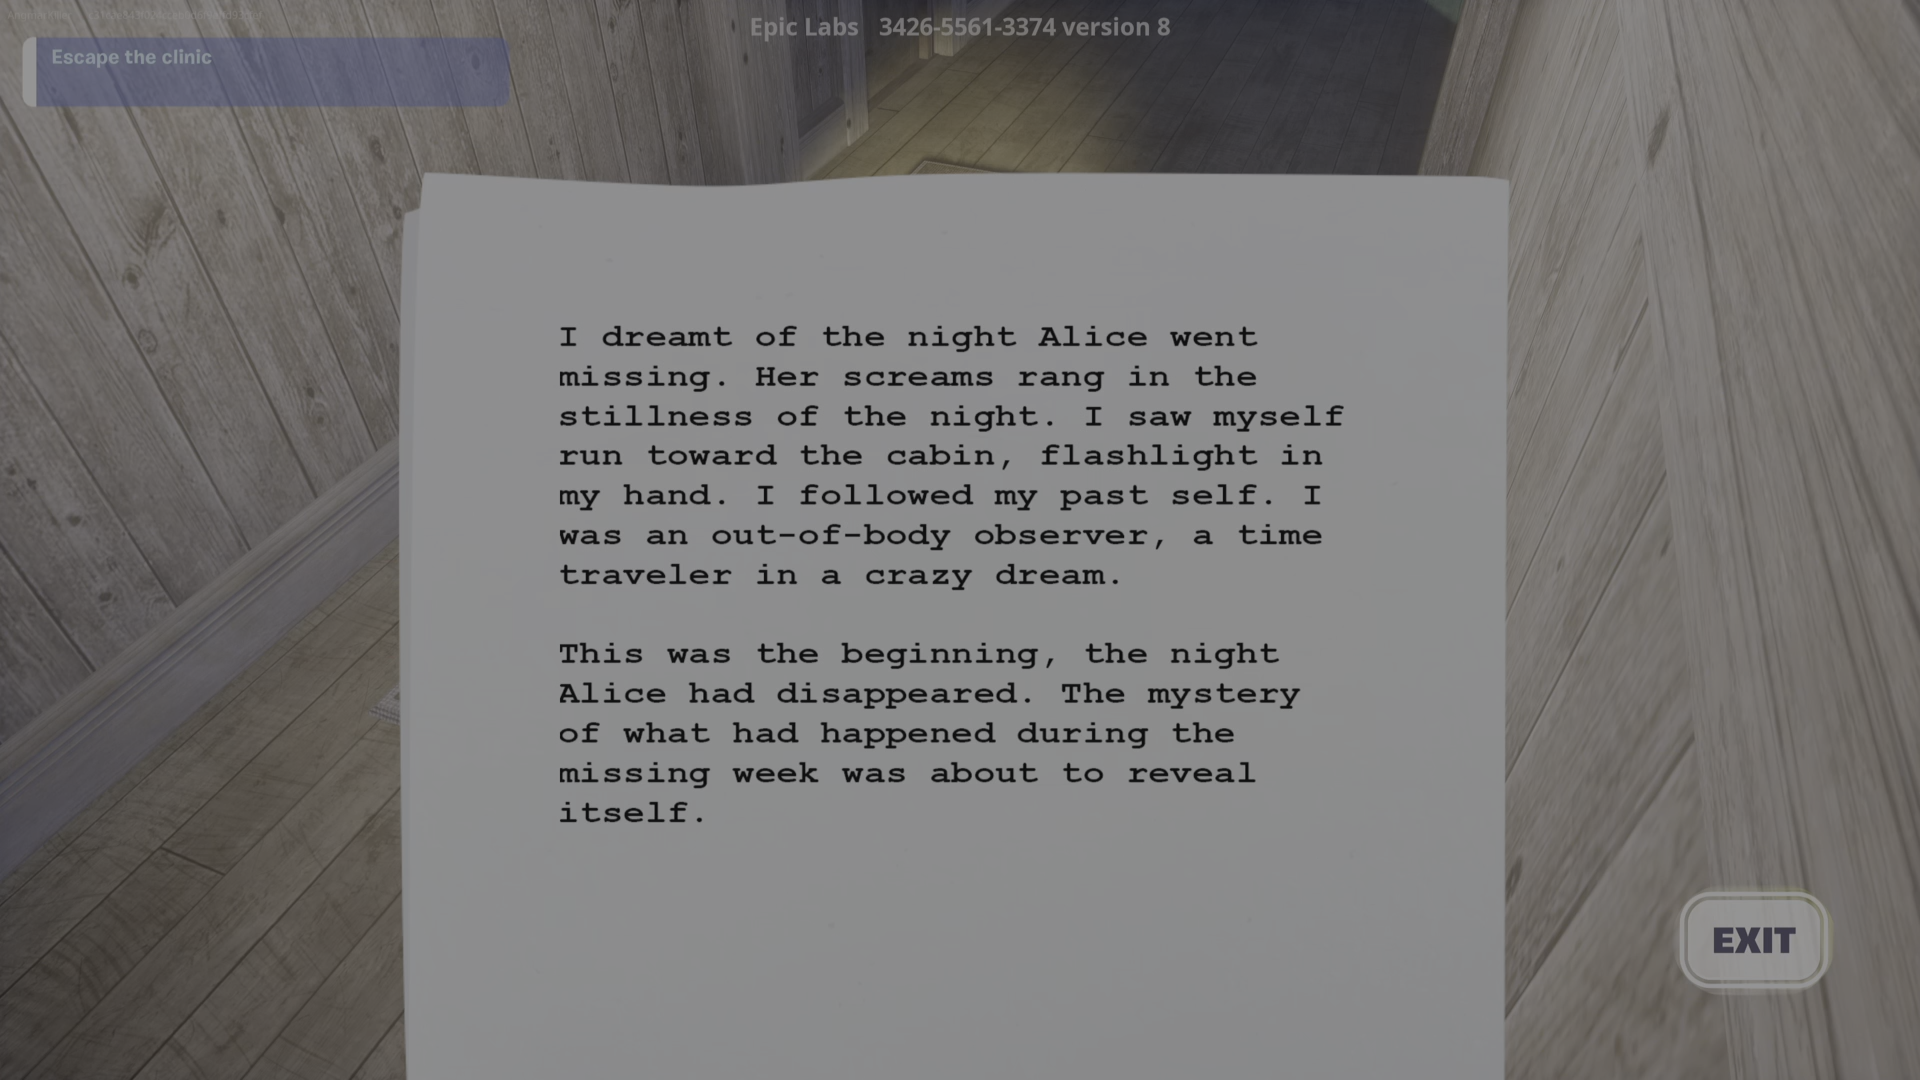 Epic Labs 3426-5561-3374 version 8
Escape the clinic
I dreamt of the night Alice went
missing. Her screams rang in the
stillness of the night. I saw myself
run toward the cabin, flashlight in
my hand. I followed my past self. I
was an out-of-body observer, a time
traveler in a crazy dream.
This was the beginning, the night
Alice had disappeared. The mystery
of what had happened during the
missing week was about to reveal
itself.
EXIT